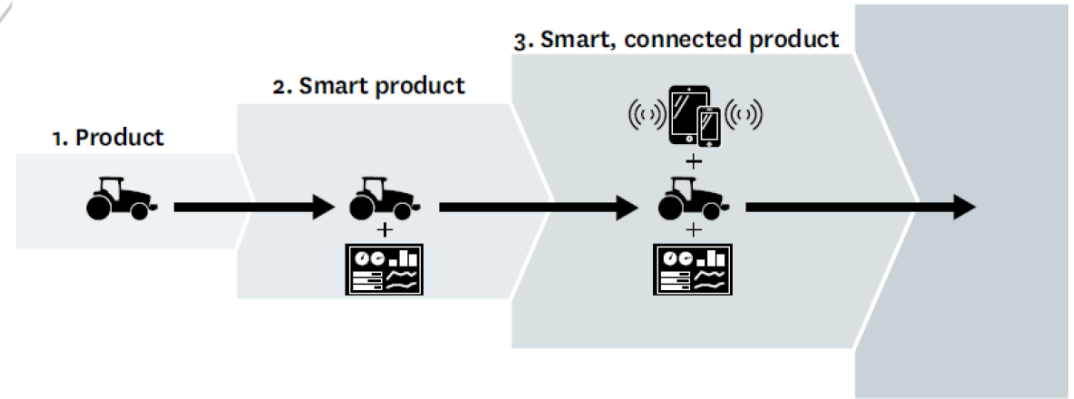 1. Product
2. Smart product
3. Smart, connected product
+
+
+